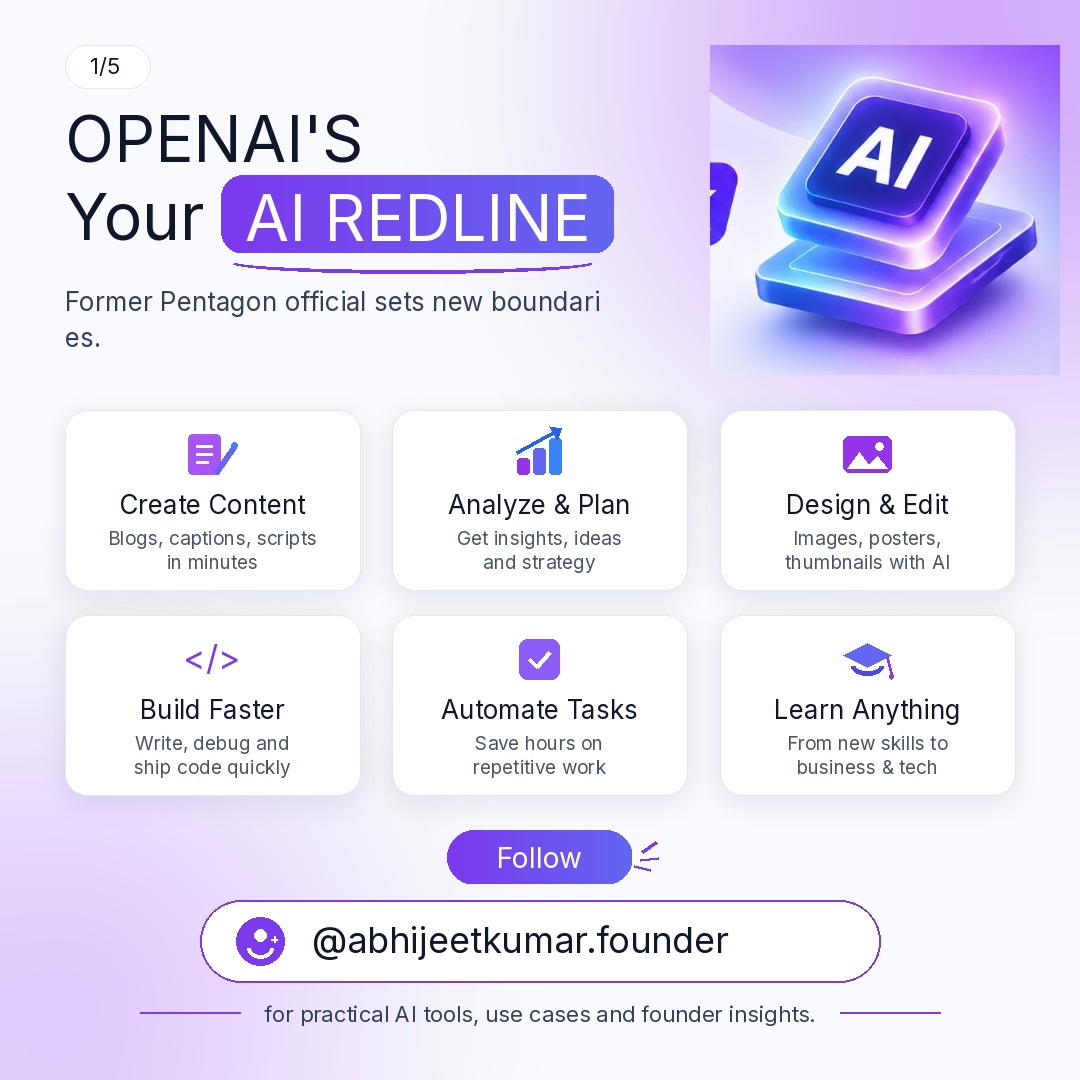 1/5
OPENAI'S
Your AI REDLINE
Former Pentagon official sets new boundari
es.
AI
Create Content
Blogs, captions, scripts
in minutes
Analyze & Plan
Get insights, ideas
and strategy
Design & Edit
Images, posters,
thumbnails with AI
</>
Build Faster
Write, debug and
ship code quickly
Automate Tasks
Save hours on
repetitive work
Learn Anything
From new skills to
business & tech
Follow
@abhijeetkumar.founder
for practical AI tools, use cases and founder insights.